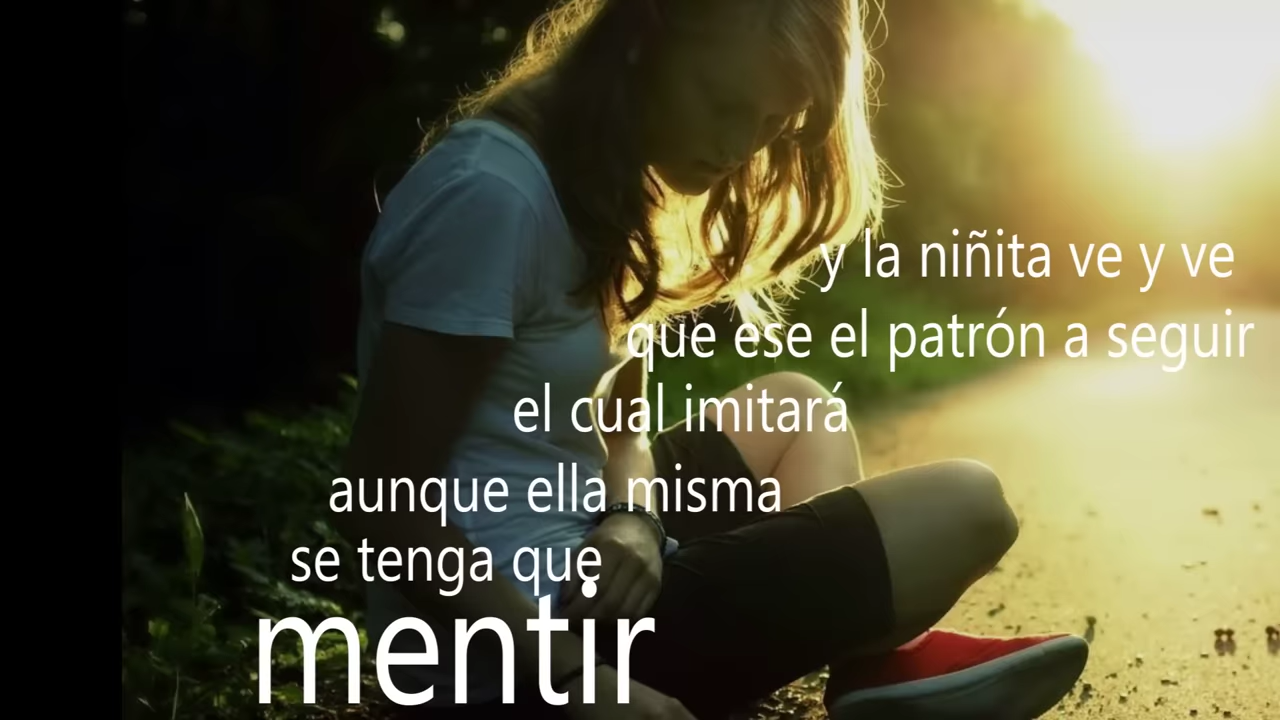 y la niñita ve y ve
que ese el patrón a seguir
el cual imitará
aunque ella misma
se tenga que
mentir